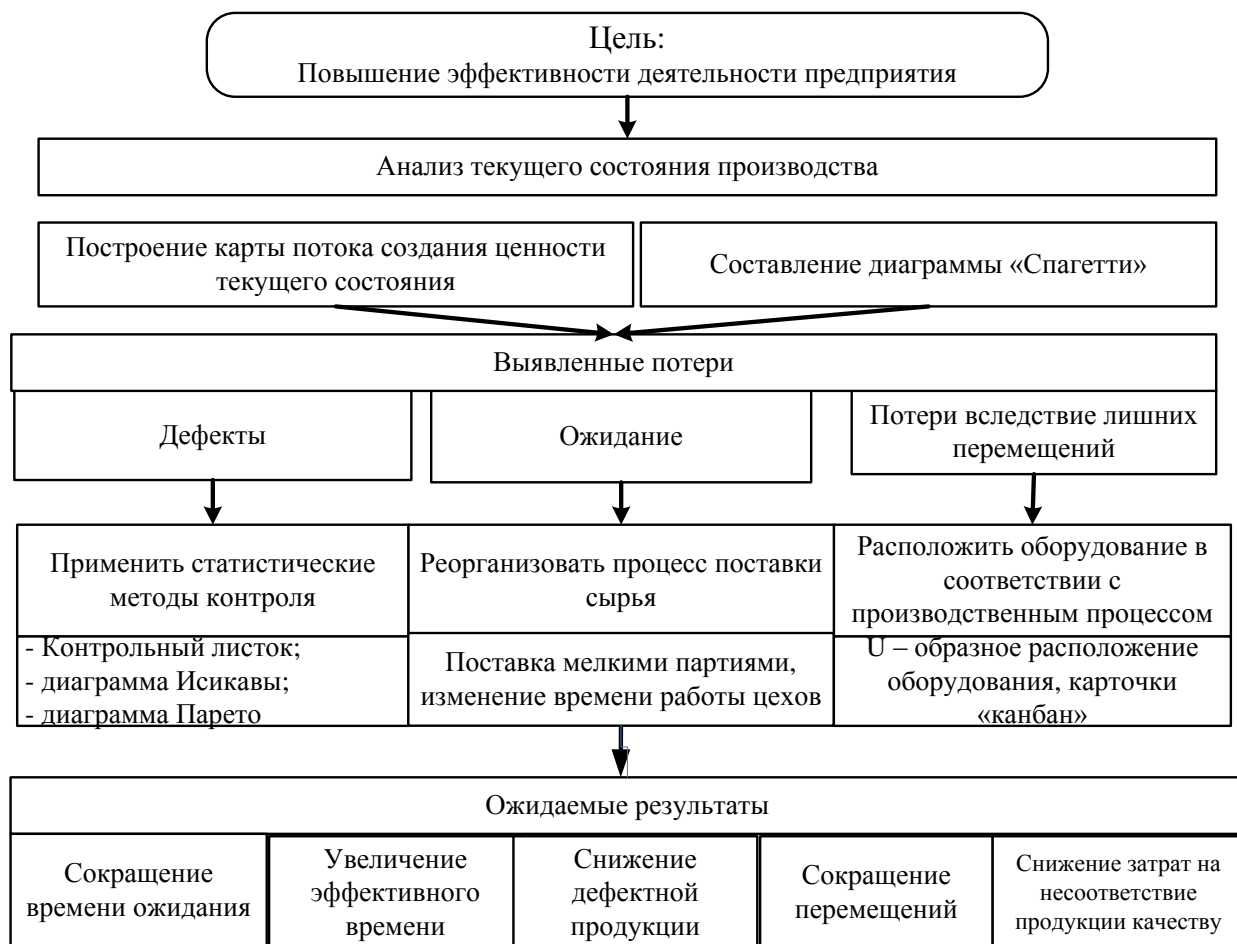 Цель:
Повышение эффективности деятельности предприятия
Анализ текущего состояния производства
Построение карты потока создания ценности
текущего состояния
Составление диаграммы «Спагетти»
Выявленные потери
Дефекты
Ожидание
Потери вследствие лишних
перемещений
Применить статистические
методы контроля
Реорганизовать процесс поставки
сырья
Расположить оборудование в
соответствии с
производственным процессом
- Контрольный листок;
- диаграмма Исикавы;
- диаграмма Парето
Поставка мелкими партиями,
изменение времени работы цехов
U – образное расположение
оборудования, карточки
«канбан»
Ожидаемые результаты
Сокращение
времени ожидания
Увеличение
эффективного
времени
Снижение
дефектной
продукции
Сокращение
перемещений
Снижение затрат на
несоответствие
продукции качеству